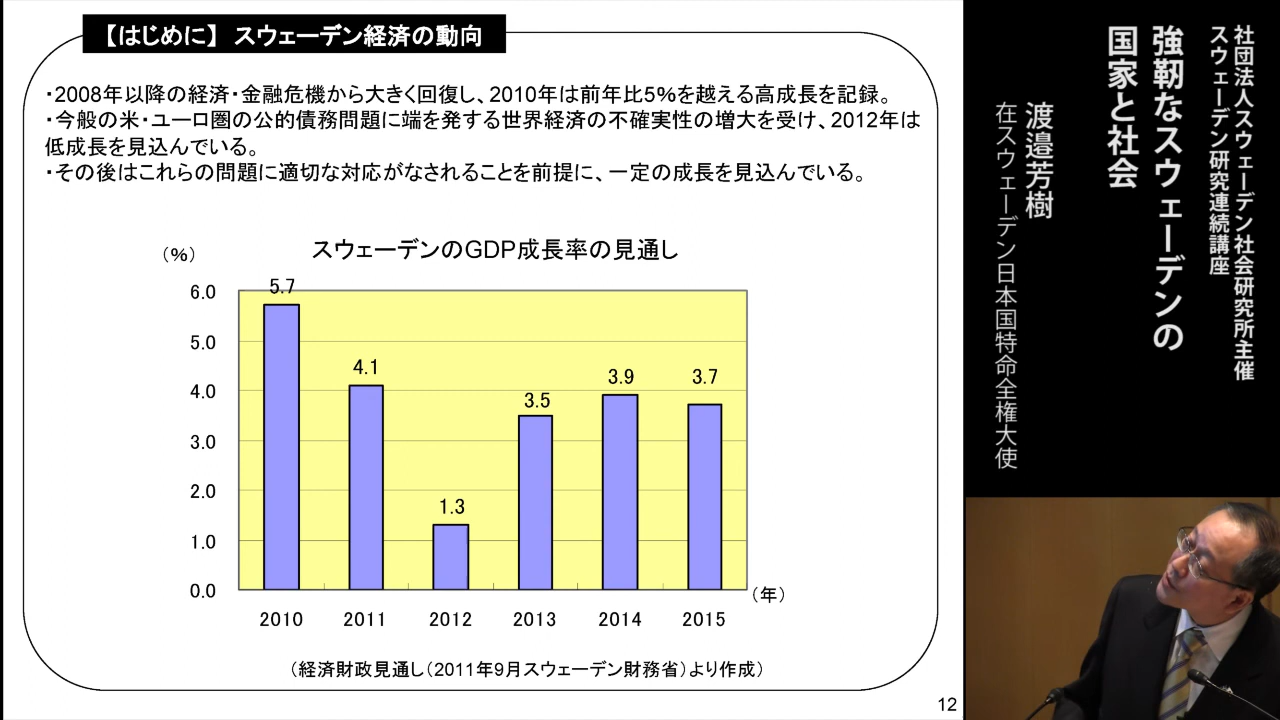 【はじめに】 スウェーデン経済の動向
・2008年以降の経済・金融危機から大きく回復し、2010年は前年比5%を越える高成長を記録。
・今般の米・ユーロ圏の公的債務問題に端を発する世界経済の不確実性の増大を受け、2012年は
低成長を見込んでいる。
・その後はこれらの問題に適切な対応がなされることを前提に、一定の成長を見込んでいる。
(%)
スウェーデンのGDP成長率の見通し
6.0
5.0
4.0
3.0
2.0
1.0
0.0
5.7
4.1
1.3
3.5
3.9
3.7
(年)
2010
2011
2012
2013
2014
2015
(経済財政見通し(2011年9月スウェーデン財務省)より作成)
12
社団法人スウェーデン社会研究所主催
スウェーデン研究連続講座
強靭なスウェーデンの
国家と社会
渡邉芳樹
在スウェーデン日本国特命全権大使